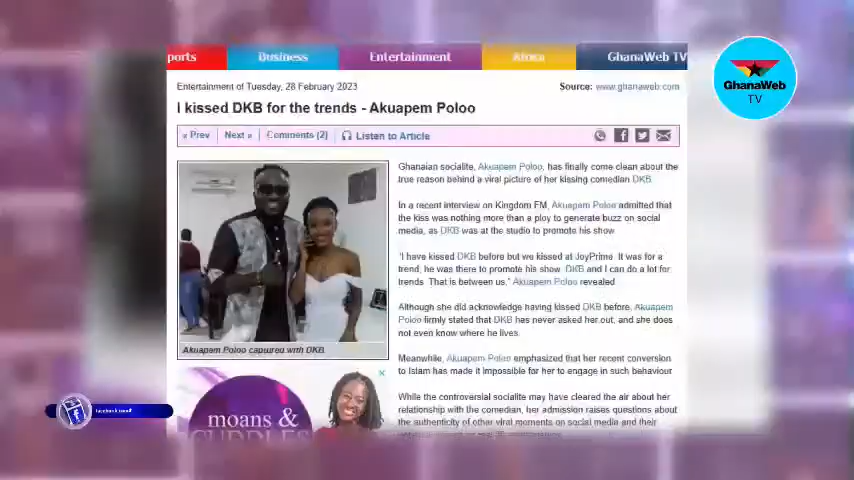 ports Business Entertainment Africa GhanaWeb TV
GhanaWeb
TV
Entertainment of Tuesday, 28 February 2023 Source: www.ghanaweb.com
I kissed DKB for the trends - Akuapem Poloo
« Prev Next » Comments (2) Listen to Article
Ghanaian socialite, Akuapem Poloo, has finally come clean about the
true reason behind a viral picture of her kissing comedian DKB.
In a recent interview on Kingdom FM, Akuapem Poloo admitted that
the kiss was nothing more than a ploy to generate buzz on social
media, as DKB was at the studio to promote his show.
"I have kissed DKB before but we kissed at JoyPrime. It was for a
trend, he was there to promote his show. DKB and I can do a lot for
trends. That is between us," Akuapem Poloo revealed.
Although she did acknowledge having kissed DKB before, Akuapem
Poloo firmly stated that DKB has never asked her out, and she does
not even know where he lives.
Meanwhile, Akuapem Poloo emphasized that her recent conversion
to Islam has made it impossible for her to engage in such behaviour.
While the controversial socialite may have cleared the air about her
relationship with the comedian, her admission raises questions about
the authenticity of other viral moments on social media and their
Akuapem Poloo captured with DKB
moans &
CUDDLES